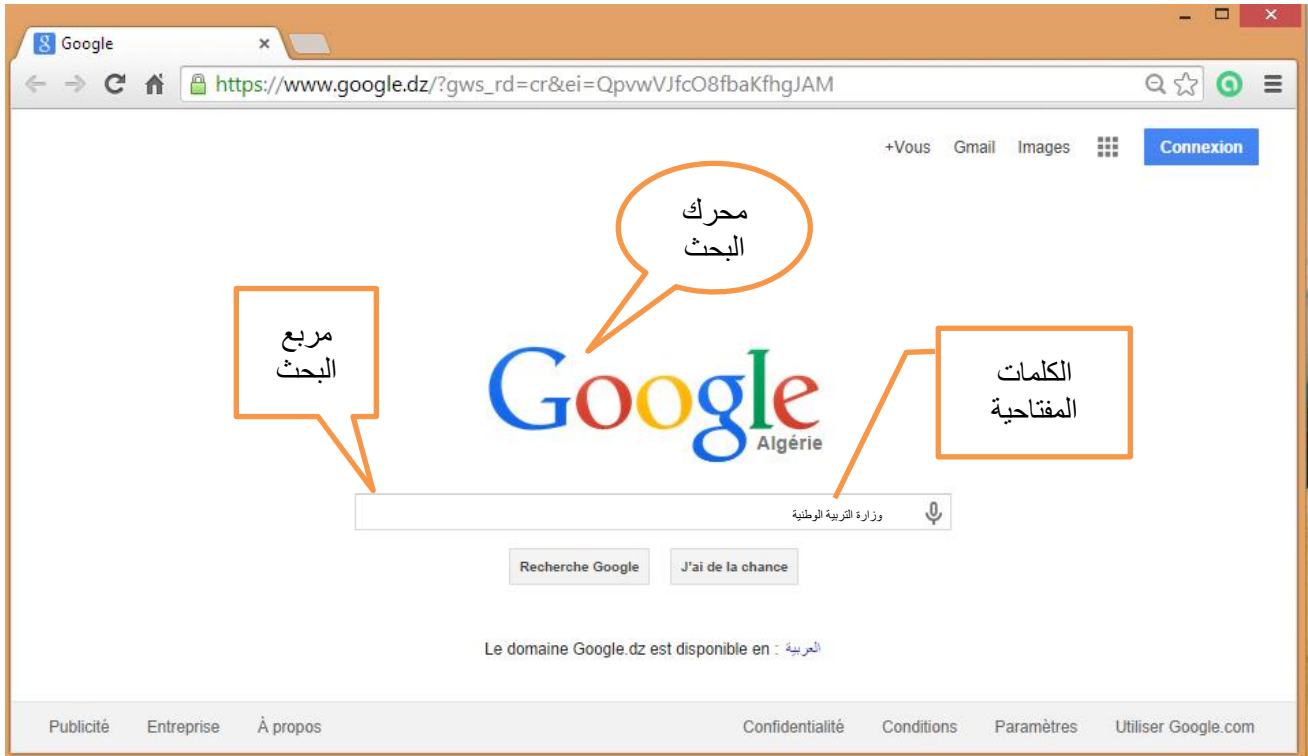 Google
https://www.google.dz/?gws_rd=cr&ei=QpvwVJfcO8fbaKfhgJAM
+Vous Gmail Images Connexion
محرك
البحث
مربع
البحث
الكلمات
المفتاحية
Google
Algérie
وزارة التربية الوطنية
Recherche Google J'ai de la chance
Le domaine Google.dz est disponible en : العربية
Publicité Entreprise À propos Confidentialité Conditions Paramètres Utiliser Google.com